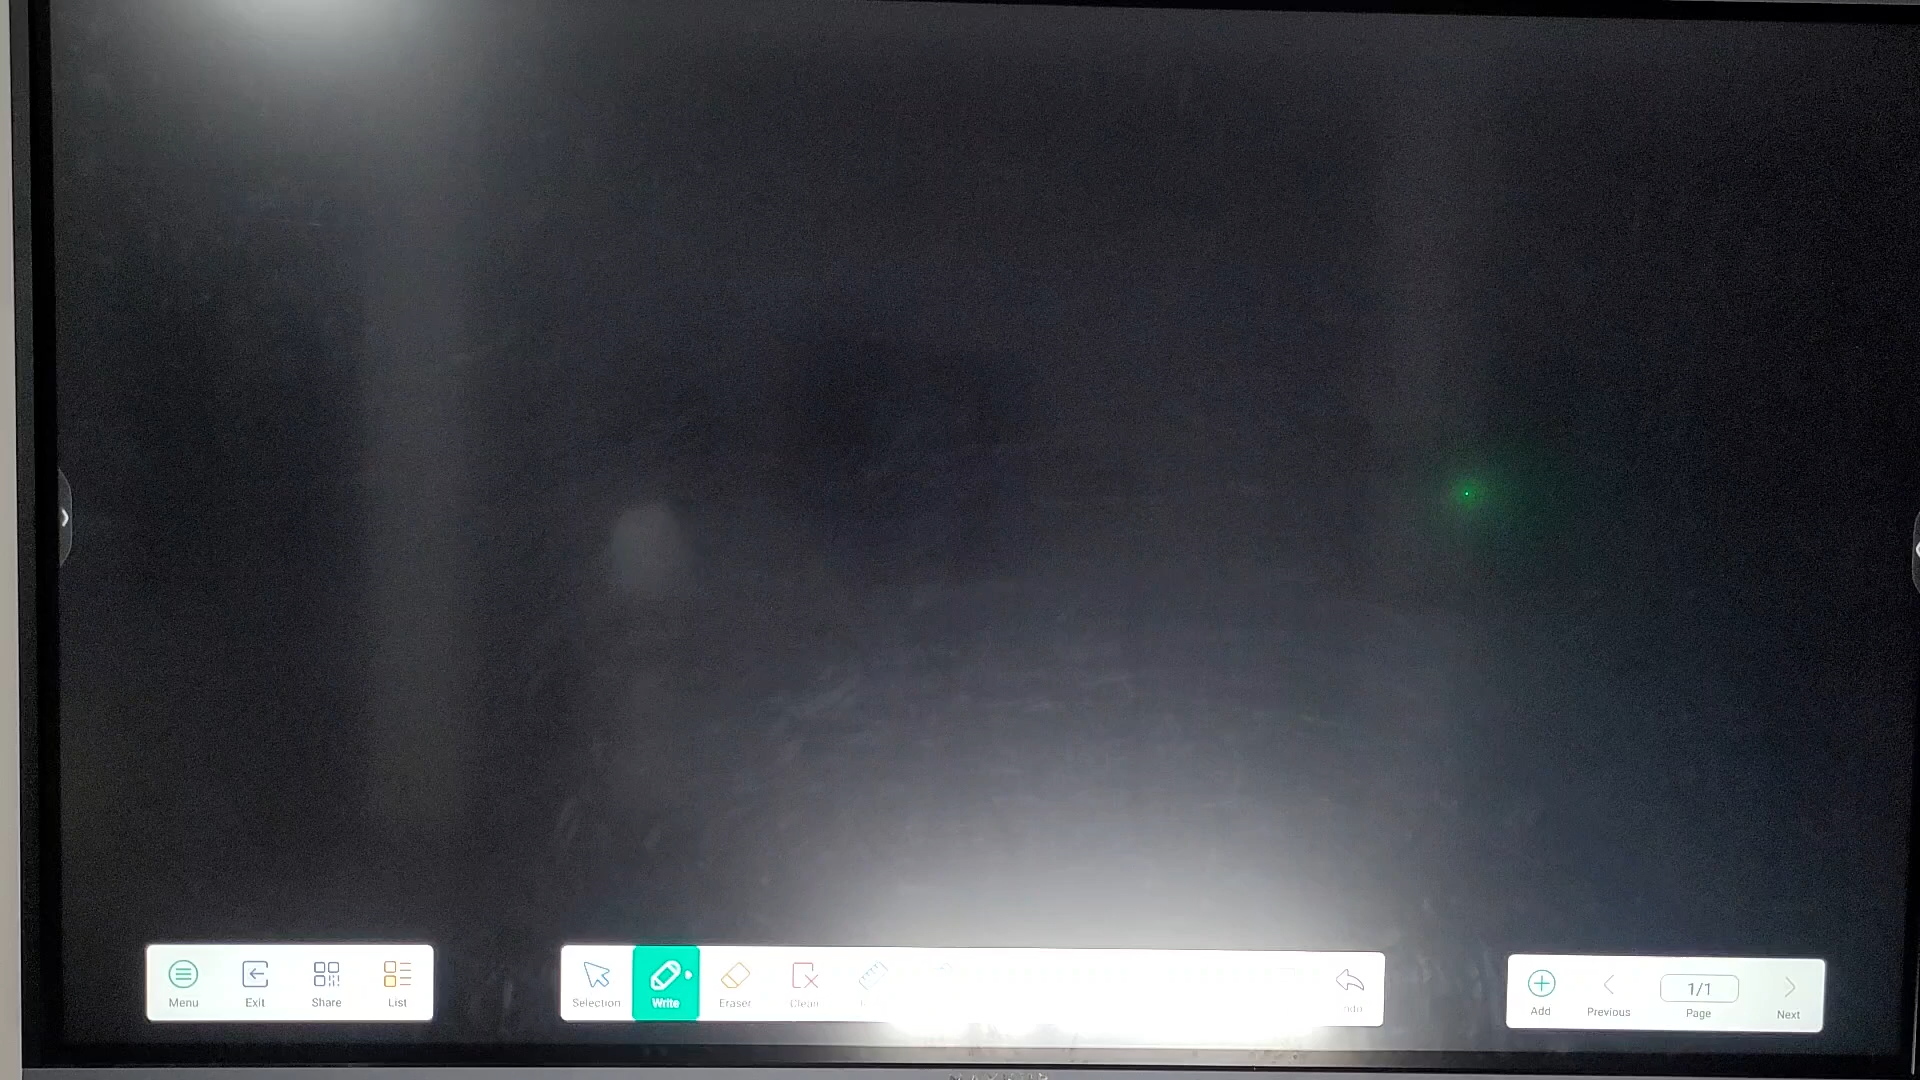 Menu Exit Share List
Selection Write Eraser Clean
Add Previous 1/1 Page Next